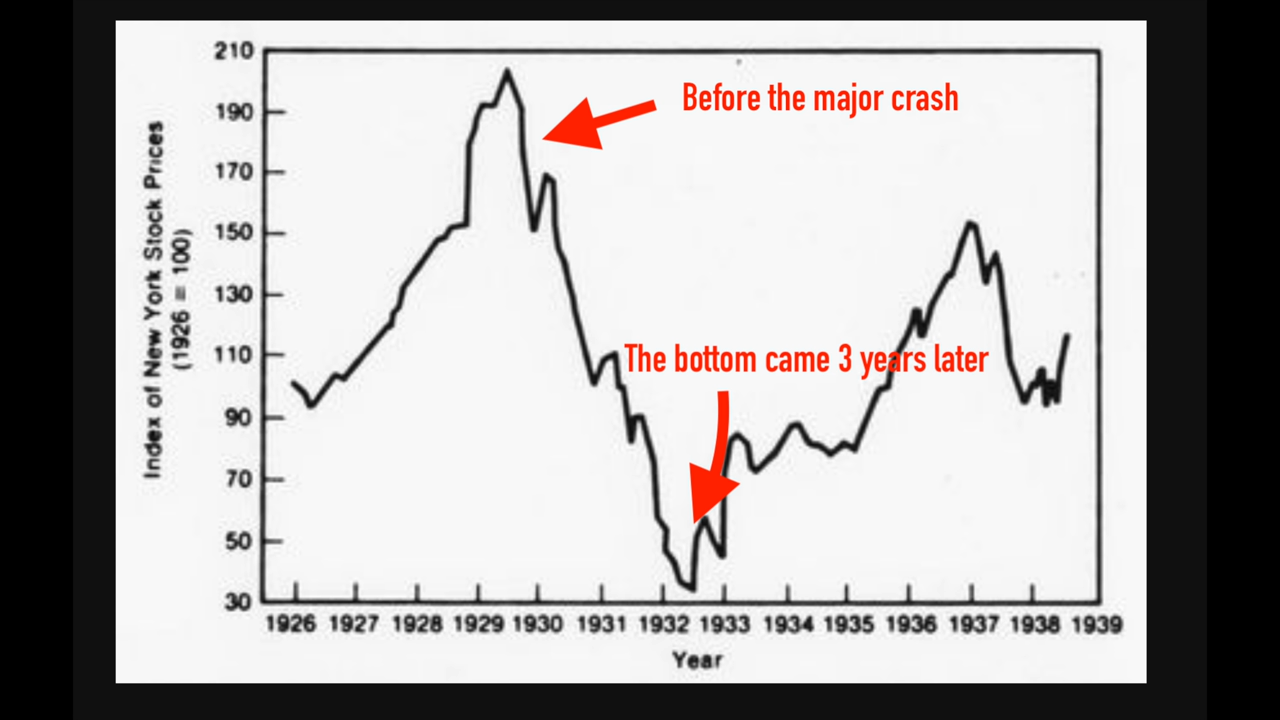 210
190
170
150
130
110
90
70
50
30
Index of New York Stock Prices
(1926 = 100)
Before the major crash
The bottom came 3 years later
1926 1927 1928 1929 1930 1931 1932 1933 1934 1935 1936 1937 1938 1939
Year